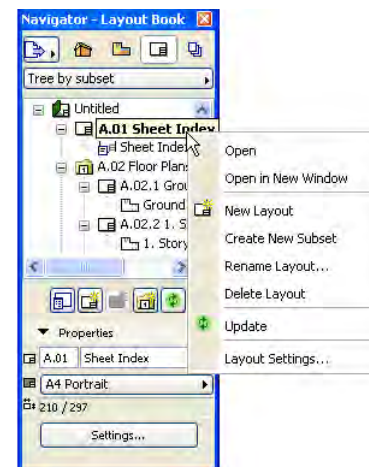 Navigator - Layout Book
Tree by subset
Untitled
A.01 Sheet Index
Sheet Inde
A.02 Floor Plan
A.02.1 Grou
Ground
A.02.2 1. S
1. Story
Open
Open in New Window
New Layout
Create New Subset
Rename Layout...
Delete Layout
Update
Layout Settings...
Properties
A.01 Sheet Index
A4 Portrait
210 / 297
Settings...